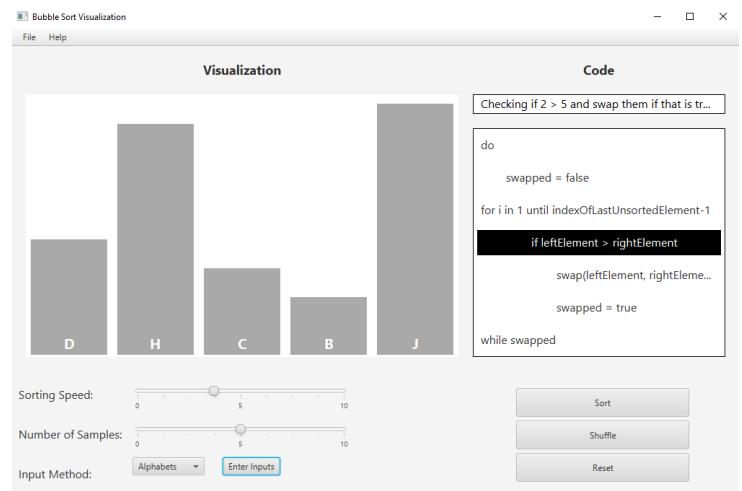 Bubble Sort Visualization
File Help
Visualization
Code
Checking if 2 > 5 and swap them if that is tr...
do
swapped = false
for i in 1 until indexOfLastUnsortedElement-1
if leftElement > rightElement
swap(leftElement, rightEleme...
swapped = true
while swapped
D H C B J
Sorting Speed:
0 5 10
Number of Samples:
0 5 10
Input Method:
Alphabets
Enter Inputs
Sort
Shuffle
Reset